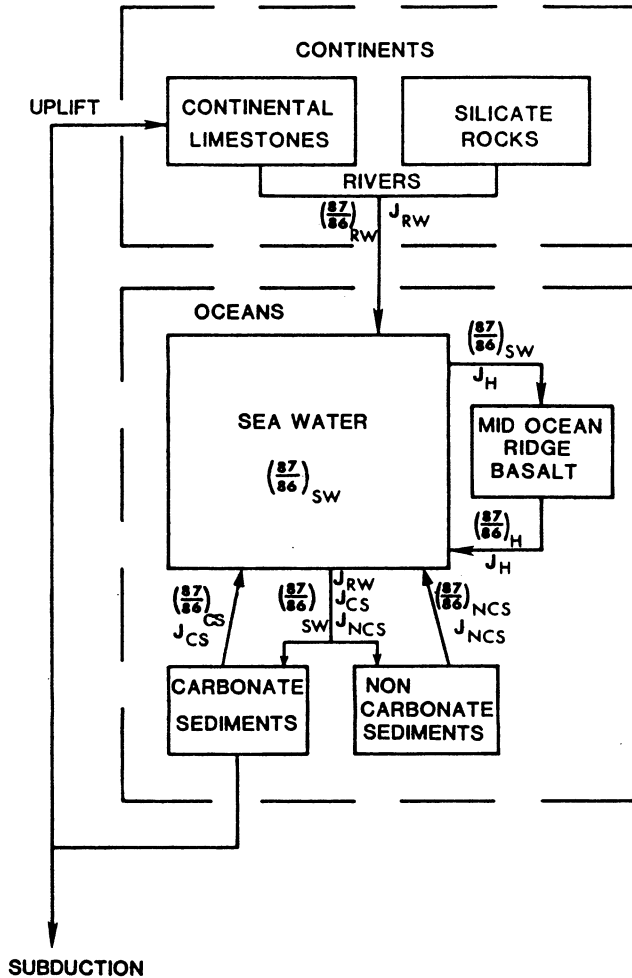 CONTINENTS
UPLIFT
CONTINENTAL
LIMESTONES
SILICATE
ROCKS
RIVERS
(87/86)RW JRW
OCEANS
(87/86)SW
JH
SEA WATER
(87/86)SW
MID OCEAN
RIDGE
BASALT
(87/86)H
JH
(87/86)CS
JCS
(87/86)SW
JRW
JCS
JNCS
(87/86)NCS
JNCS
CARBONATE
SEDIMENTS
NON
CARBONATE
SEDIMENTS
SUBDUCTION